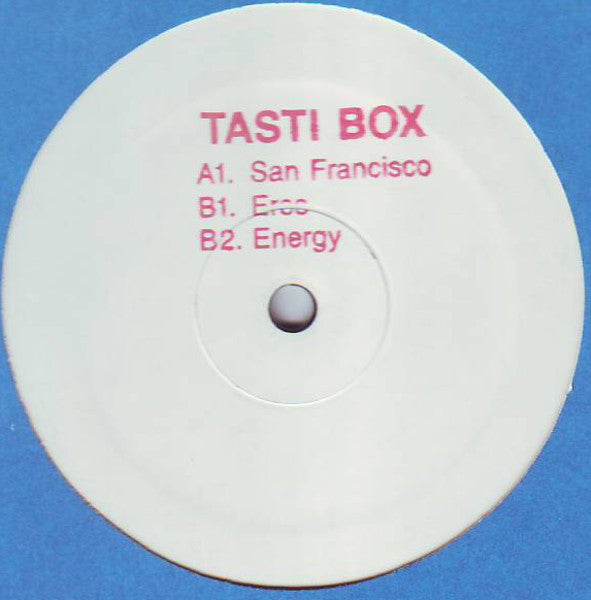 TASTI BOX
A1. San Francisco
B1. Eros
B2. Energy